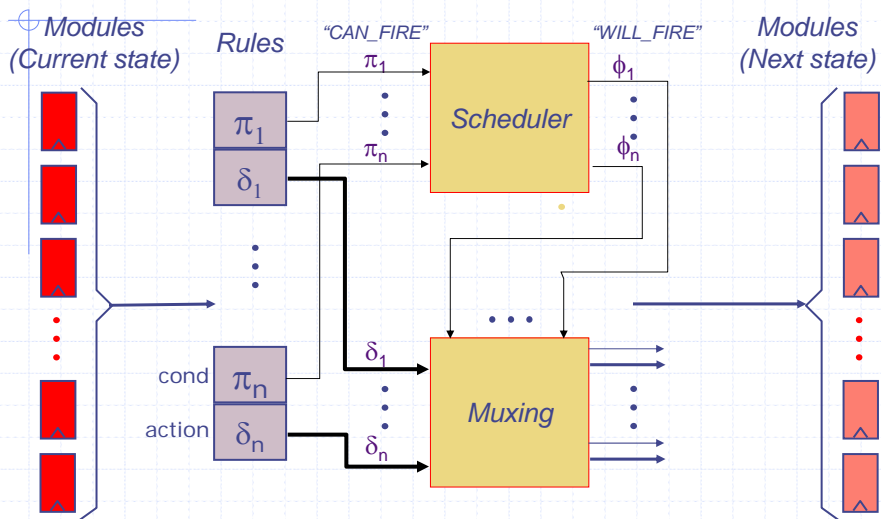 Modules
(Current state)
Rules
“CAN_FIRE”
“WILL_FIRE”
Modules
(Next state)
π1
πn
Scheduler
ϕ1
ϕn
π1
δ1
cond πn
action δn
δ1
δn
Muxing